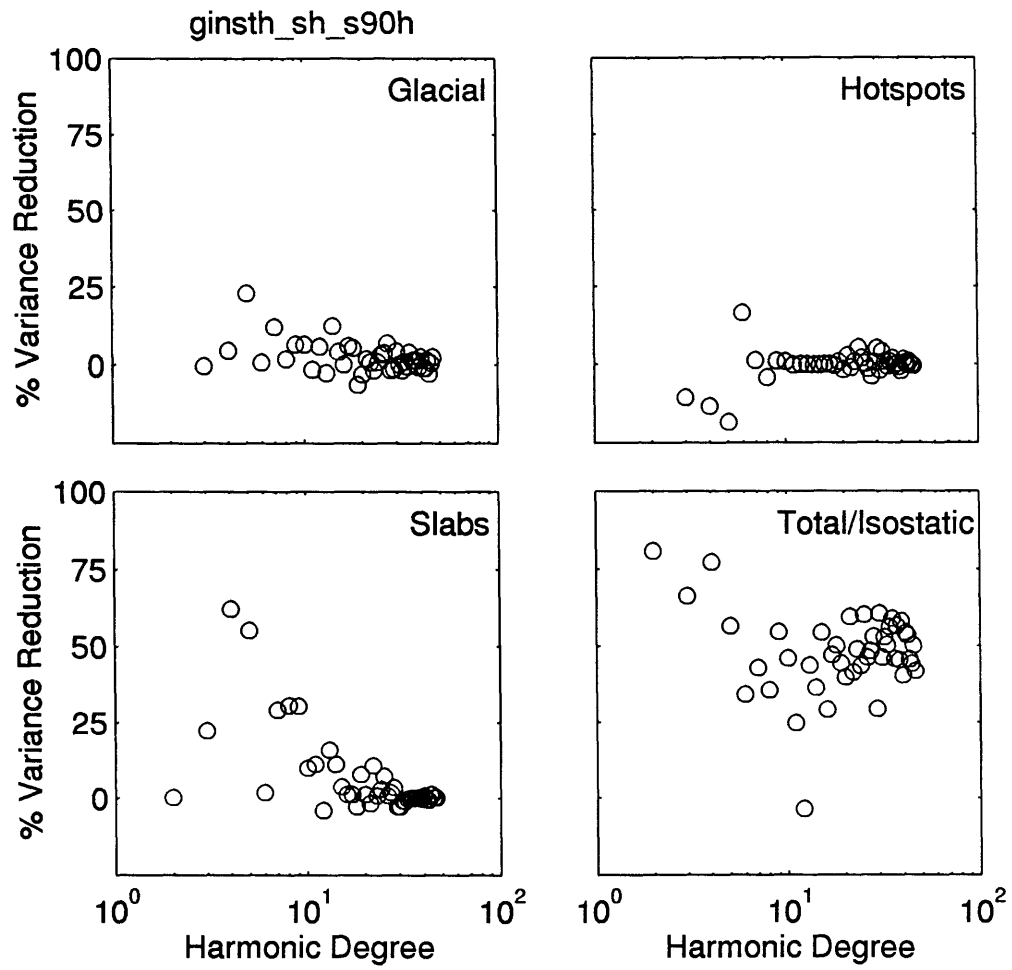 ginsth_sh_s90h
100
75
50
25
0
% Variance Reduction
Glacial
Hotspots
100
75
50
25
0
% Variance Reduction
Slabs
Total/Isostatic
10^0
10^1
10^2
Harmonic Degree
10^0
10^1
10^2
Harmonic Degree